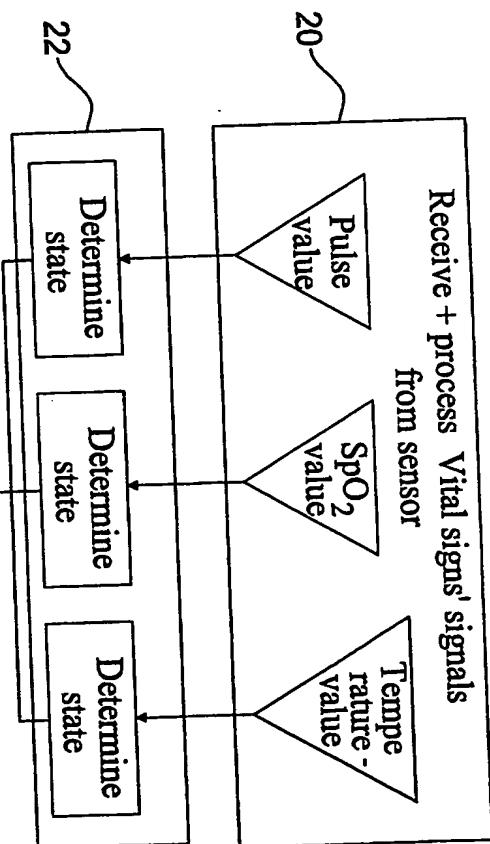 20
Receive + process Vital signs' signals
from sensor
Pulse
value
SpO2
value
Tempe
rature -
value
22
Determine
state
Determine
state
Determine
state